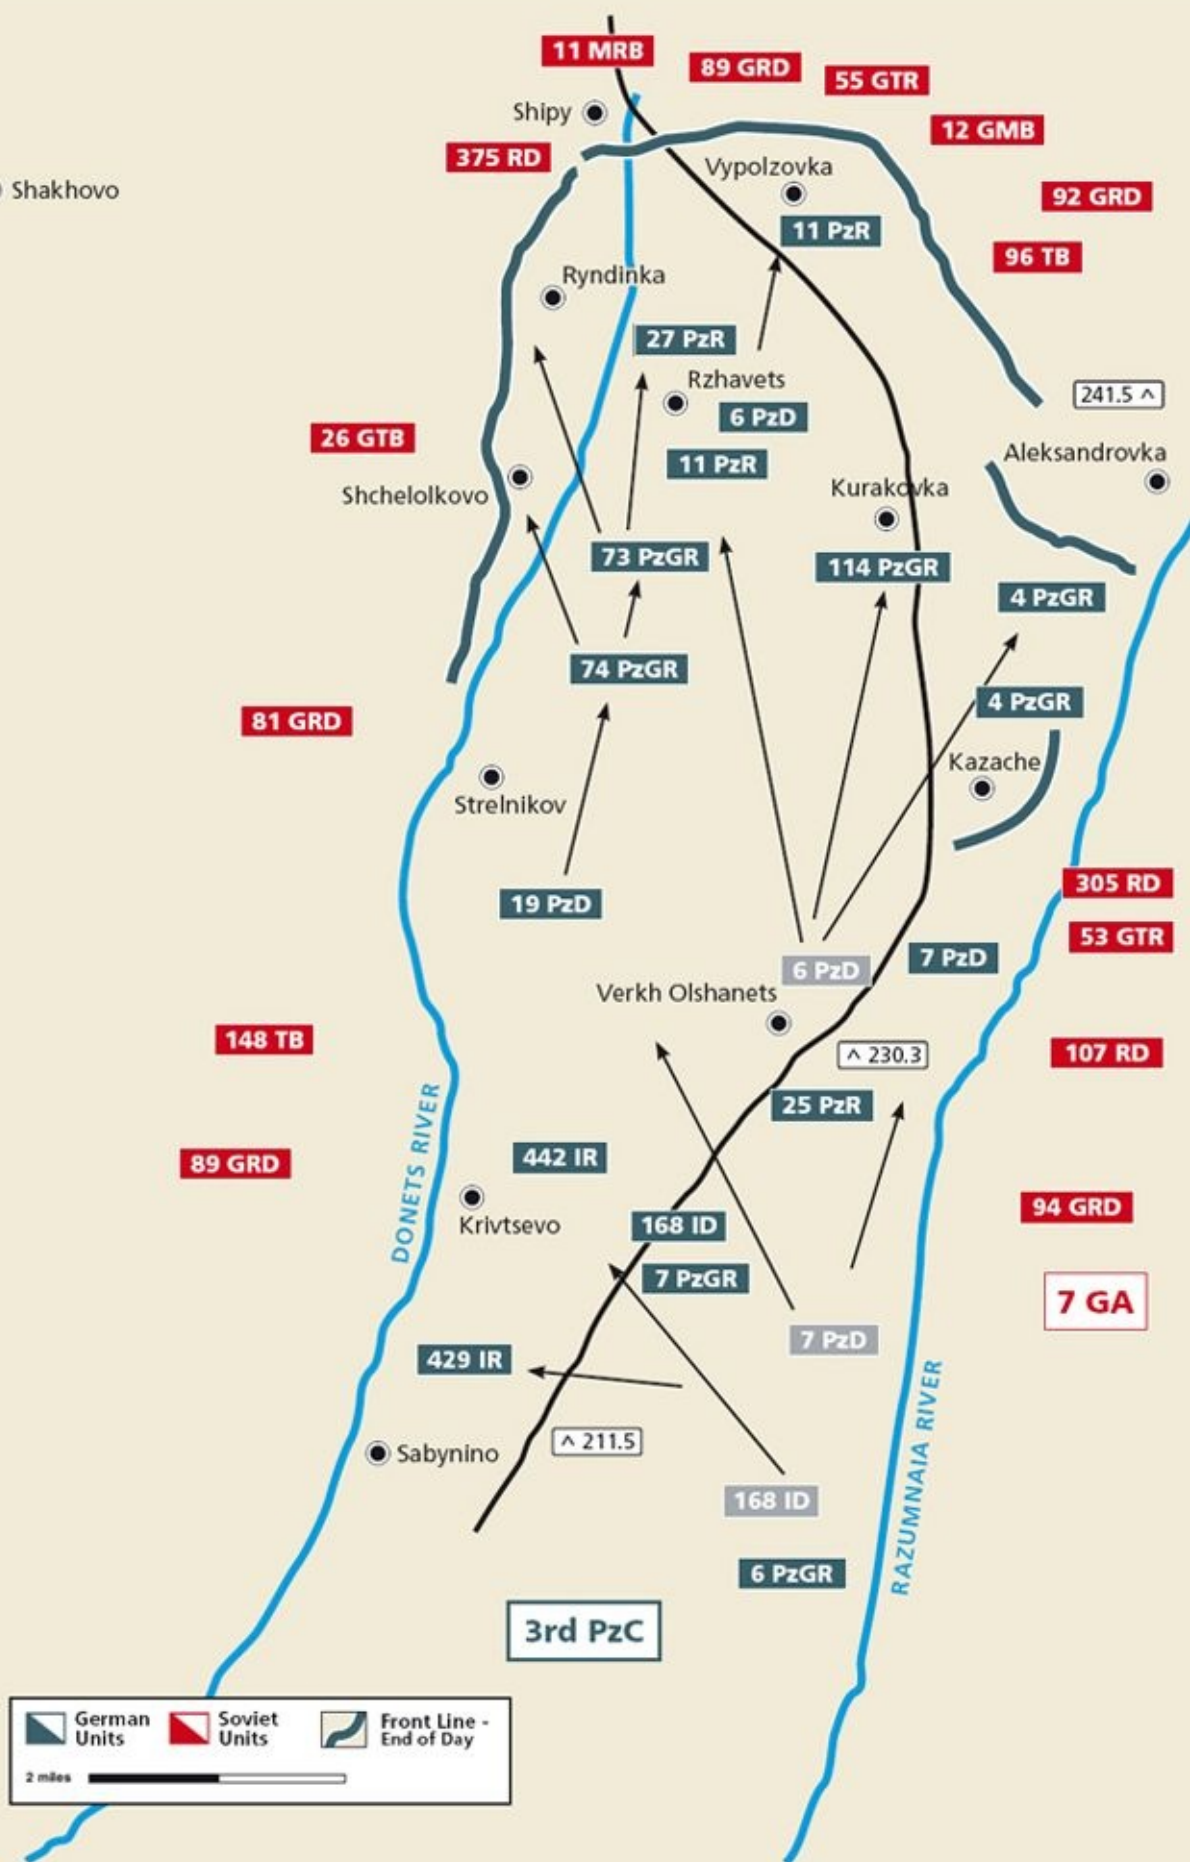 11 MRB
89 GRD
55 GTR
Shipy
12 GMB
375 RD
Vypolzovka
Shakhovo
92 GRD
11 PzR
96 TB
Ryndinka
27 PzR
Rzhavets
241.5 ^
6 PzD
26 GTB
Aleksandrovka
11 PzR
Kurakovka
Shchelolkovo
73 PzGR
114 PzGR
4 PzGR
74 PzGR
4 PzGR
81 GRD
Kazache
Strelnikov
305 RD
19 PzD
53 GTR
7 PzD
6 PzD
Verkh Olshanets
148 TB
107 RD
^ 230.3
25 PzR
DONETS RIVER
442 IR
89 GRD
94 GRD
Krivtsevo
168 ID
7 PzGR
7 GA
7 PzD
429 IR
^ 211.5
Sabynino
RAZUMNAIA RIVER
168 ID
6 PzGR
3rd PzC
German
Units
Soviet
Units
Front Line -
End of Day
2 miles